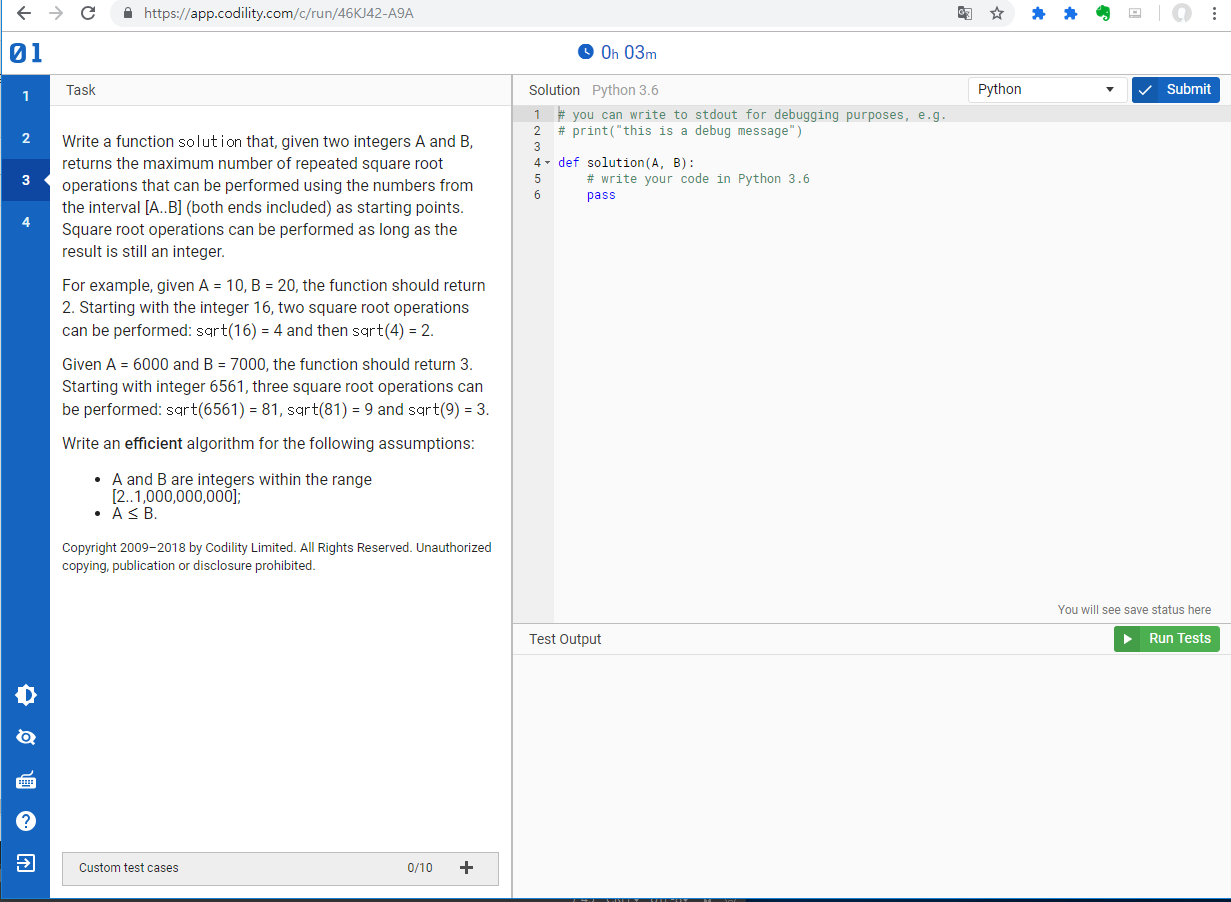 https://app.codility.com/c/run/46KJ42-A9A
01
0h 03m
1
2
3
4
Task
Write a function solution that, given two integers A and B,
returns the maximum number of repeated square root
operations that can be performed using the numbers from
the interval [A..B] (both ends included) as starting points.
Square root operations can be performed as long as the
result is still an integer.
For example, given A = 10, B = 20, the function should return
2. Starting with the integer 16, two square root operations
can be performed: sqrt(16) = 4 and then sqrt(4) = 2.
Given A = 6000 and B = 7000, the function should return 3.
Starting with integer 6561, three square root operations can
be performed: sqrt(6561) = 81, sqrt(81) = 9 and sqrt(9) = 3.
Write an efficient algorithm for the following assumptions:
• A and B are integers within the range
[2..1,000,000,000];
• A ≤ B.
Copyright 2009–2018 by Codility Limited. All Rights Reserved. Unauthorized
copying, publication or disclosure prohibited.
Custom test cases 0/10 +
Solution Python 3.6 Python Submit
1 # you can write to stdout for debugging purposes, e.g.
2 # print("this is a debug message")
3
4 def solution(A, B):
5 # write your code in Python 3.6
6 pass
You will see save status here
Test Output Run Tests